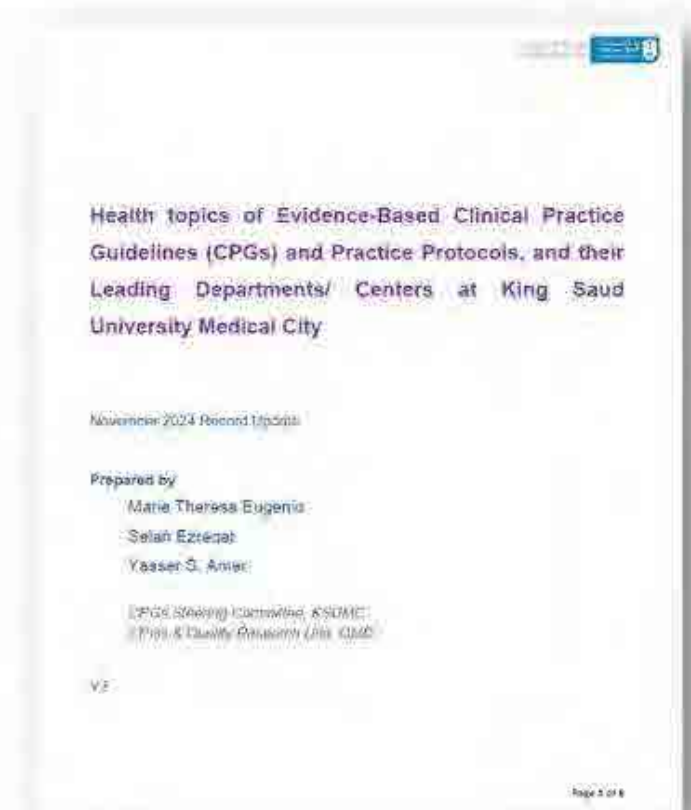 Health topics of Evidence-Based Clinical Practice
Guidelines (CPGs) and Practice Protocols, and their
Leading Departments/ Centers at King Saud
University Medical City
November 2024 Record Update
Prepared by
Marie Theresa Eugenio
Selah Ezreqat
Yasser S. Amer
CPGs Steering Committee, KSUMC
CPGs & Quality Research Unit, QMD